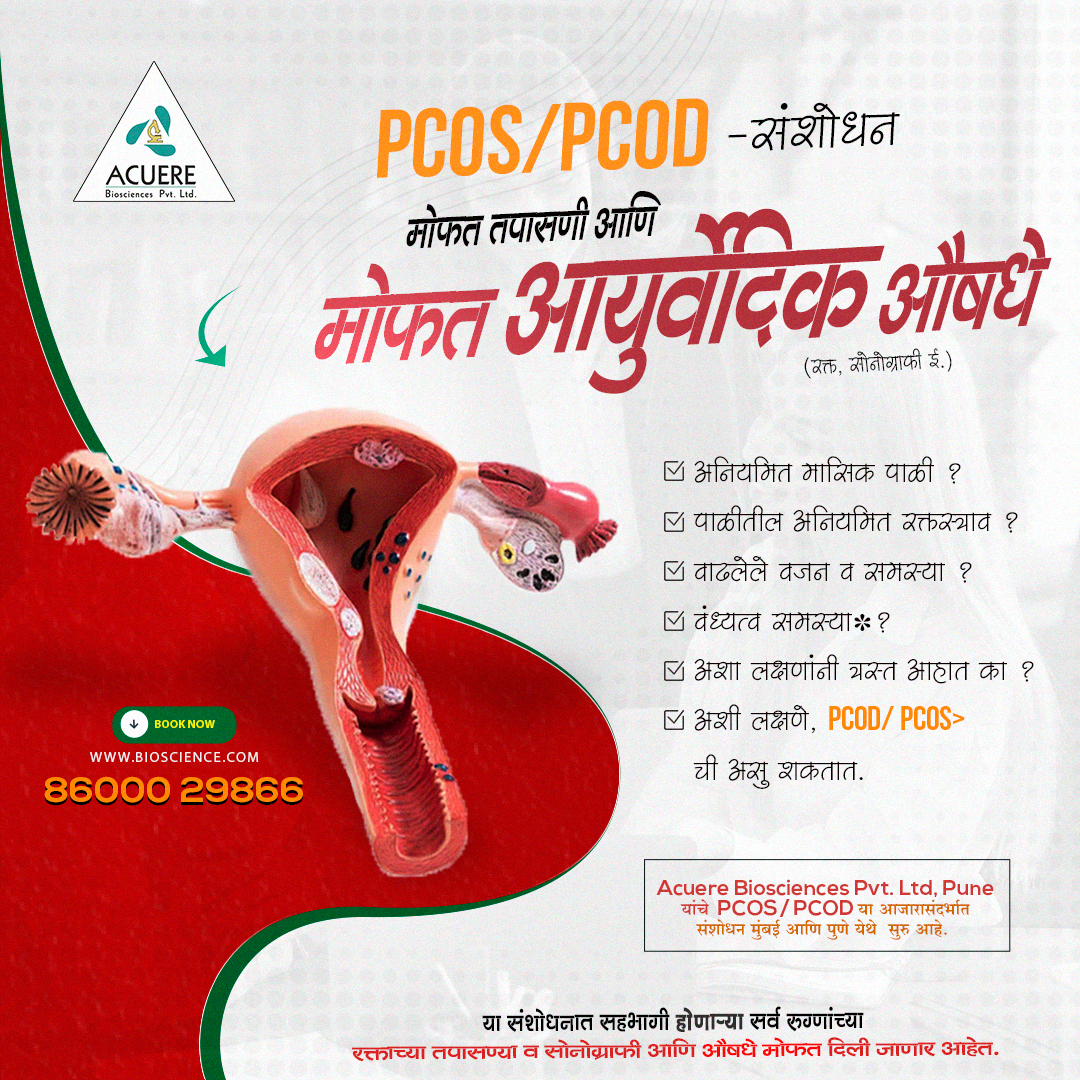 ACUERE
Biosciences Pvt. Ltd.
PCOS/PCOD -संशोधन
मोफत तपासणी आणि
मोफत आयुर्वेदिक औषधे
(रक्त, सोनोग्राफी ई.)
अनियमित मासिक पाळी ?
पाळीतील अनियमित रक्तस्त्राव ?
वाढलेले वजन व समस्या ?
वंध्यत्व समस्या* ?
अशा लक्षणांनी त्रस्त आहात का ?
अशी लक्षणे, PCOD/ PCOS>
ची असु शकतात.
BOOK NOW
WWW.BIOSCIENCE.COM
86000 29866
Acuere Biosciences Pvt. Ltd, Pune
यांचे PCOS/PCOD या आजारासंदर्भात
संशोधन मुंबई आणि पुणे येथे सुरु आहे.
या संशोधनात सहभागी होणाऱ्या सर्व रुग्णांच्या
रक्ताच्या तपासण्या व सोनोग्राफी आणि औषधे मोफत दिली जाणार आहेत.